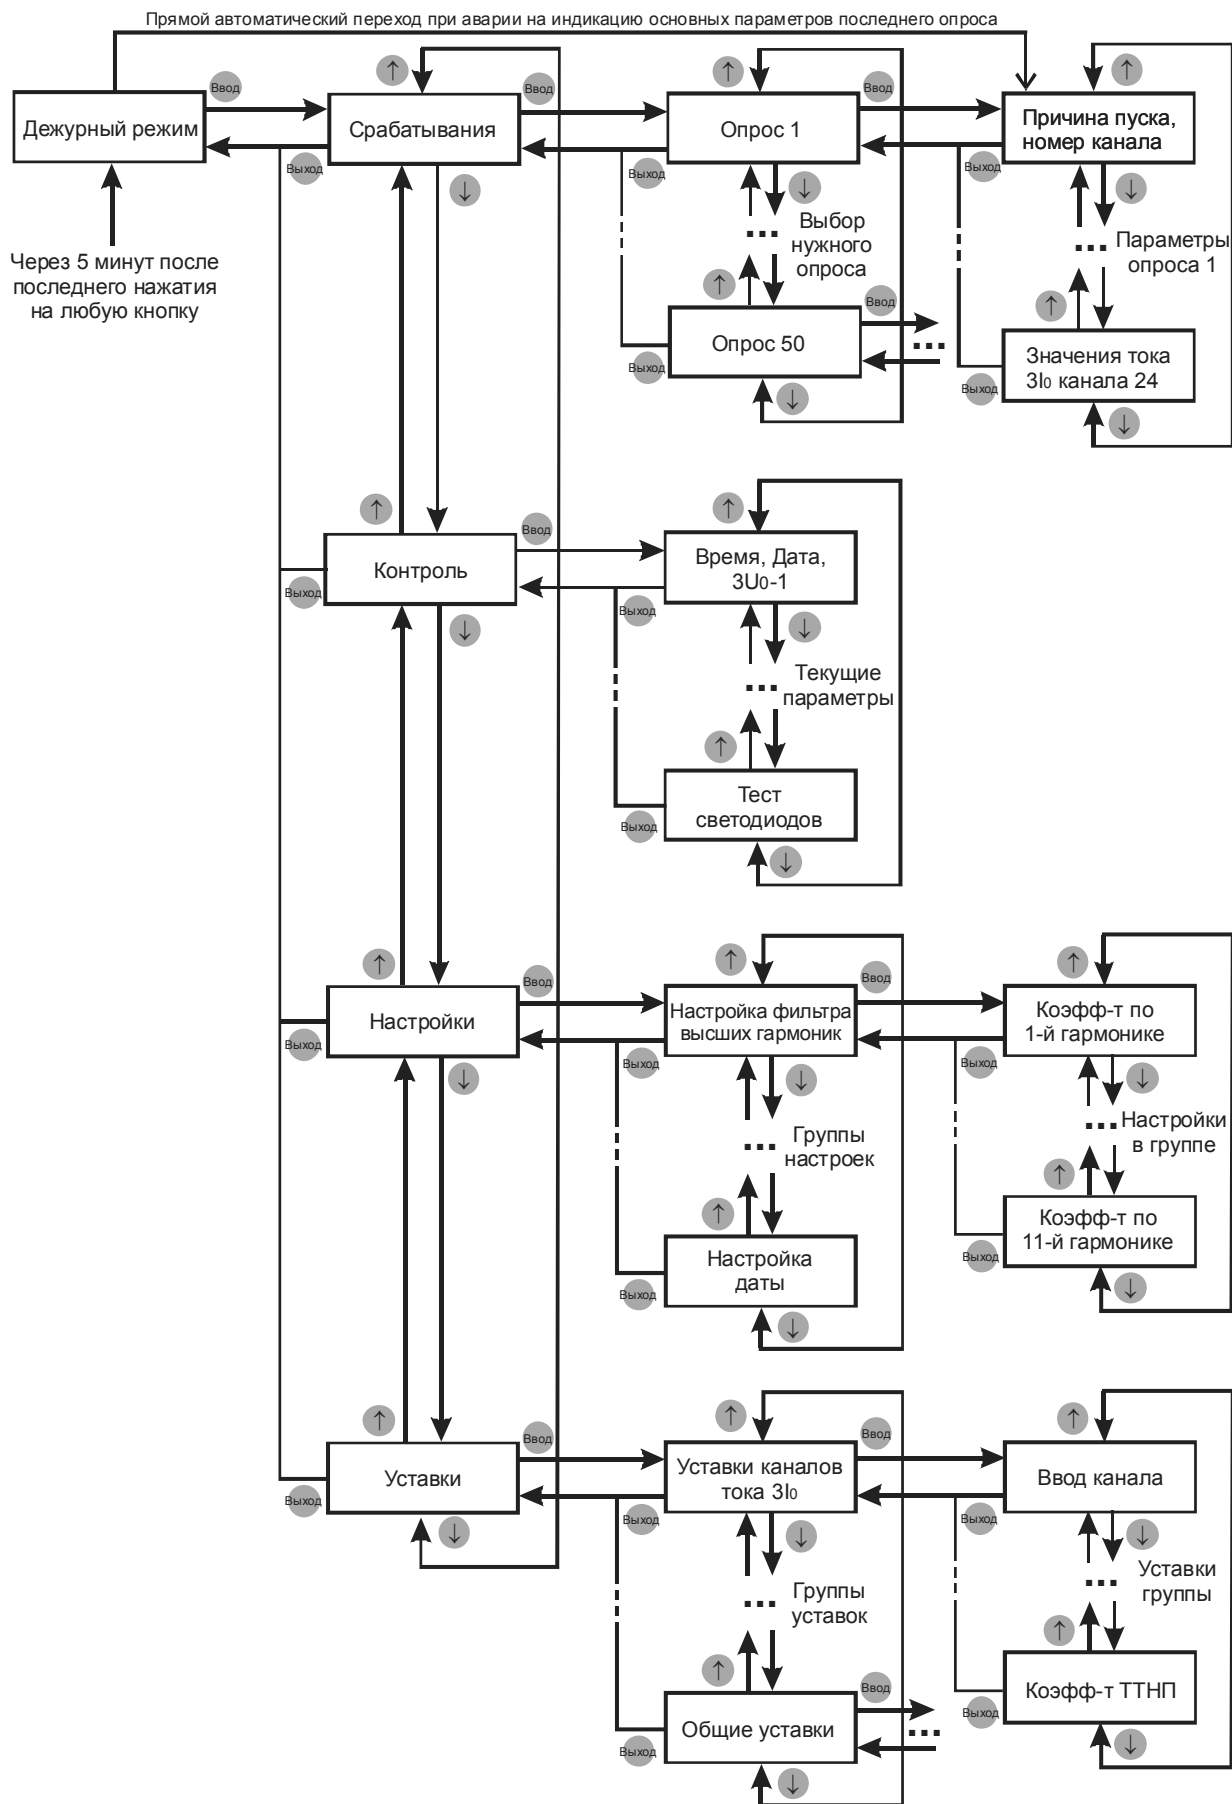 Прямой автоматический переход при аварии на индикацию основных параметров последнего опроса
↑
↑
↑
Ввод
Ввод
Ввод
Дежурный режим
Срабатывания
Опрос 1
Причина пуска,
номер канала
Выход
Выход
Выход
↓
↓
↓
Через 5 минут после
последнего нажатия
на любую кнопку
...
Выбор
нужного
опроса
...
Параметры
опроса 1
↑
Ввод
↑
Опрос 50
...
Значения тока
3I0 канала 24
Выход
Выход
↓
↓
↑
↑
Ввод
Контроль
Время, Дата,
3U0-1
Выход
Выход
↓
↓
...
Текущие
параметры
↑
Тест
светодиодов
Выход
↓
↑
↑
↑
Ввод
Ввод
Настройки
Настройка фильтра
высших гармоник
Коэфф-т по
1-й гармонике
Выход
Выход
Выход
↓
↓
↓
...
Группы
настроек
...
Настройки
в группе
↑
↑
Настройка
даты
Коэфф-т по
11-й гармонике
Выход
Выход
↓
↓
↑
↑
↑
Ввод
Ввод
Уставки
Уставки каналов
тока 3I0
Ввод канала
Выход
Выход
Выход
↓
↓
↓
...
Группы
уставок
...
Уставки
группы
↑
↑
Ввод
Общие уставки
...
Коэфф-т ТТНП
Выход
Выход
↓
↓